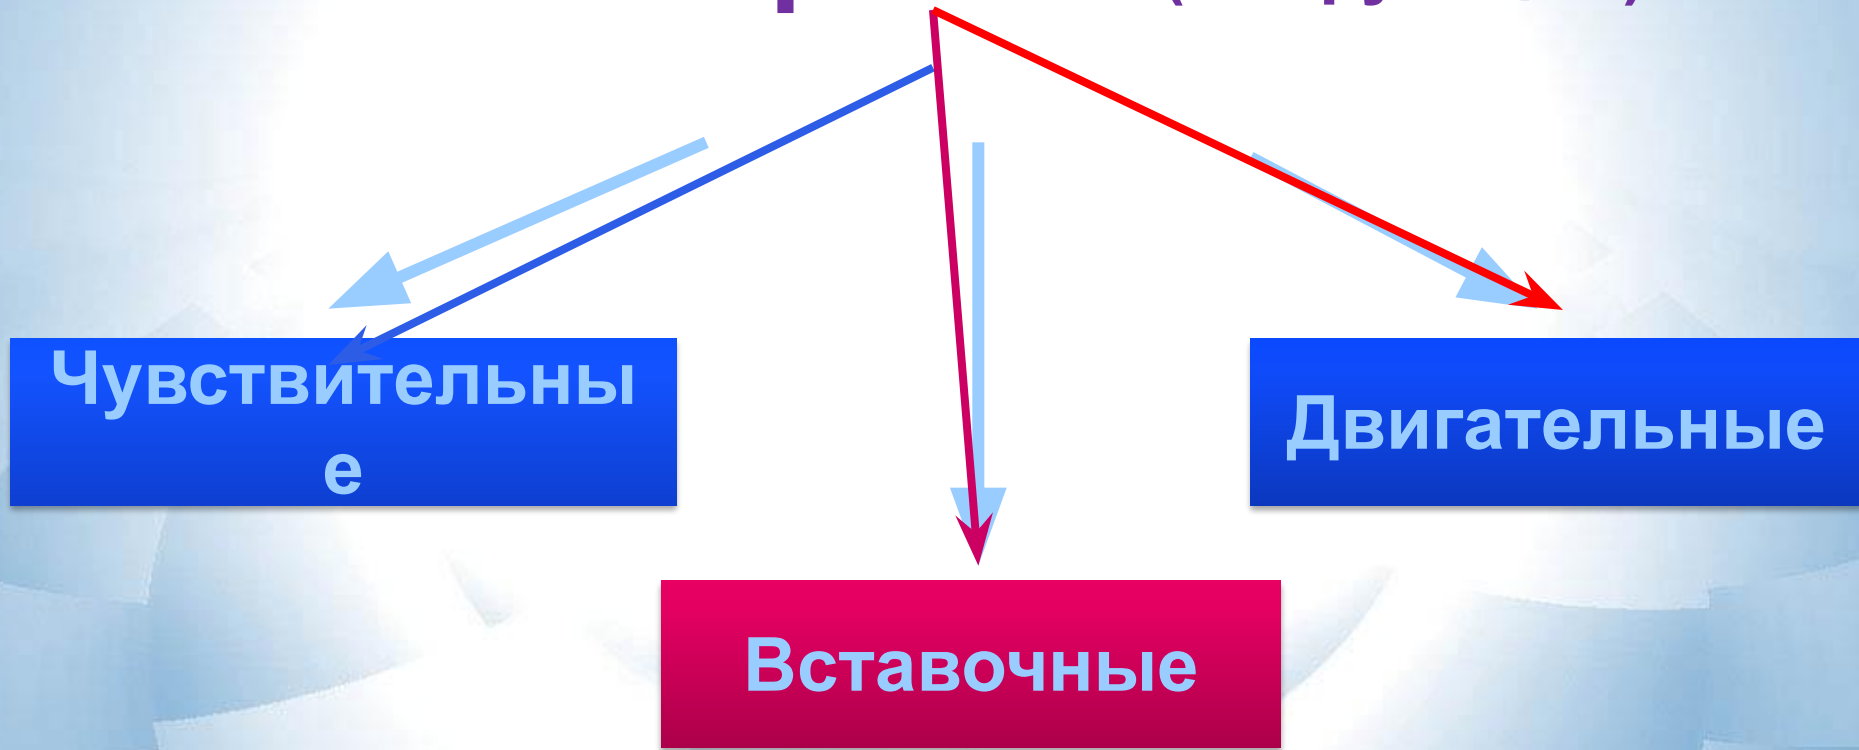 Чувствительны
е
Двигательные
Вставочные